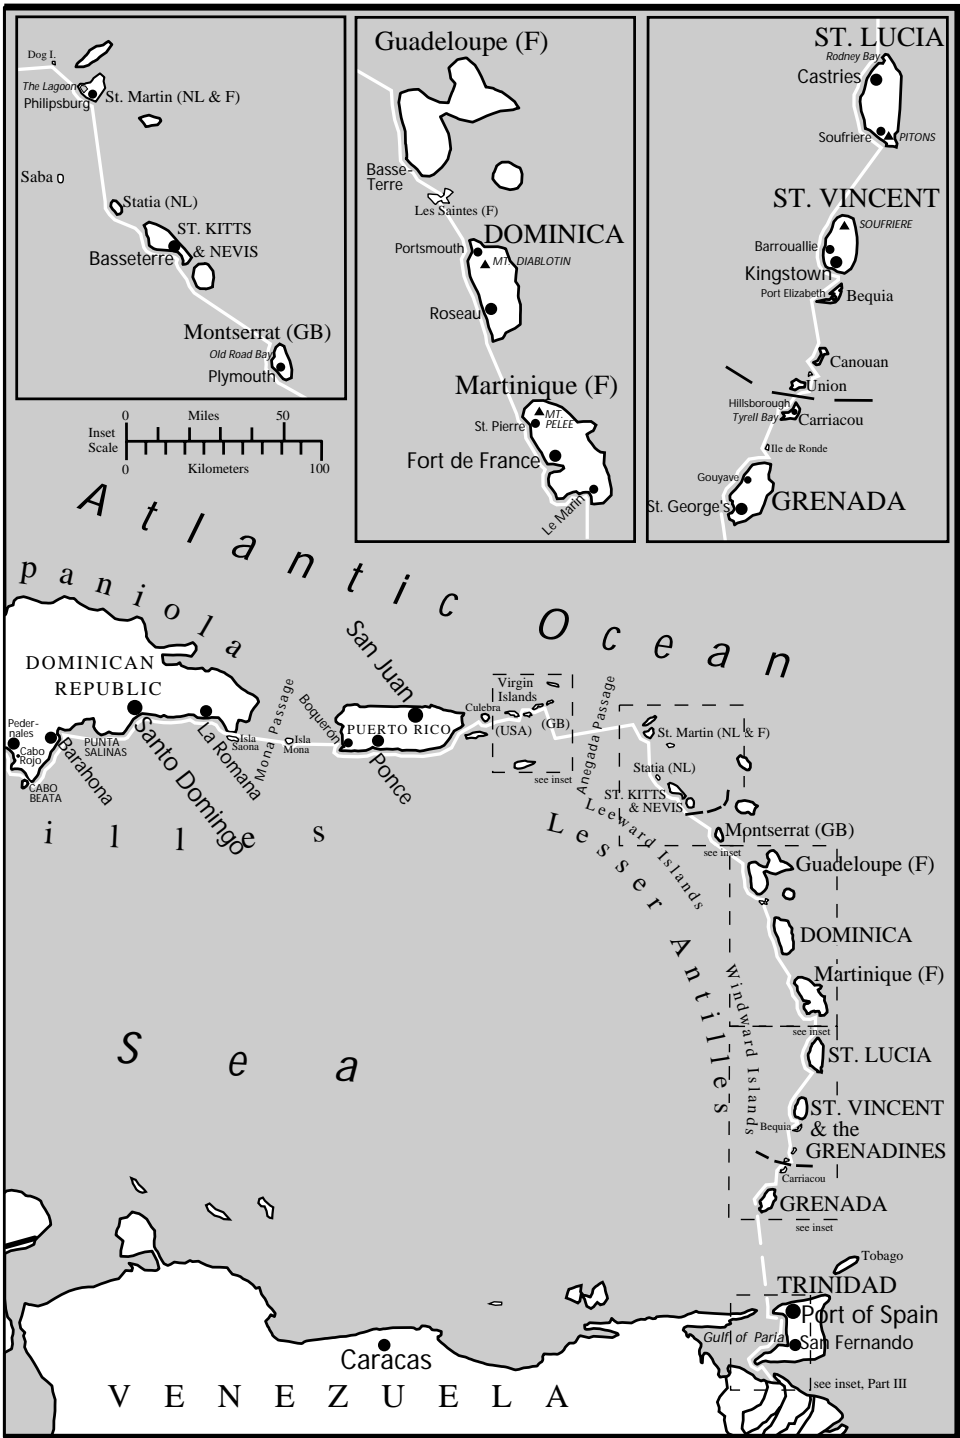 Dog I.
The Lagoon
Philipsburg
St. Martin (NL & F)
Saba
Statia (NL)
ST. KITTS
& NEVIS
Basseterre
Montserrat (GB)
Old Road Bay
Plymouth
0 Miles 50
Inset
Scale
0 Kilometers 100
Guadeloupe (F)
Basse-
Terre
Les Saintes (F)
DOMINICA
Portsmouth
MT. DIABLOTIN
Roseau
Martinique (F)
MT.
PELEE
St. Pierre
Fort de France
Le Marin
ST. LUCIA
Rodney Bay
Castries
Soufriere
PITONS
ST. VINCENT
SOUFRIERE
Barrouallie
Kingstown
Port Elizabeth
Bequia
Canouan
Union
Hillsborough
Tyrell Bay
Carriacou
Ile de Ronde
Gouyave
St. George's
GRENADA
Atlantic Ocean
paniola
DOMINICAN
REPUBLIC
Peder-
nales
Cabo
Rojo
CABO
BEATA
Barahona
PUNTA
SALINAS
Santo Domingo
La Romana
Isla
Saona
Mona Passage
Isla
Mona
Boquerón
San Juan
PUERTO RICO
Ponce
Culebra
Virgin
Islands
(USA)
(GB)
see inset
Anegada Passage
St. Martin (NL & F)
Statia (NL)
ST. KITTS
& NEVIS
Montserrat (GB)
see inset
illes
Lesser Antilles
Leeward Islands
Guadeloupe (F)
DOMINICA
Martinique (F)
Windward Islands
see inset
Sea
ST. LUCIA
ST. VINCENT
& the
GRENADINES
Bequia
Carriacou
GRENADA
see inset
Tobago
TRINIDAD
Port of Spain
Gulf of Paria
San Fernando
see inset, Part III
Caracas
VENEZUELA